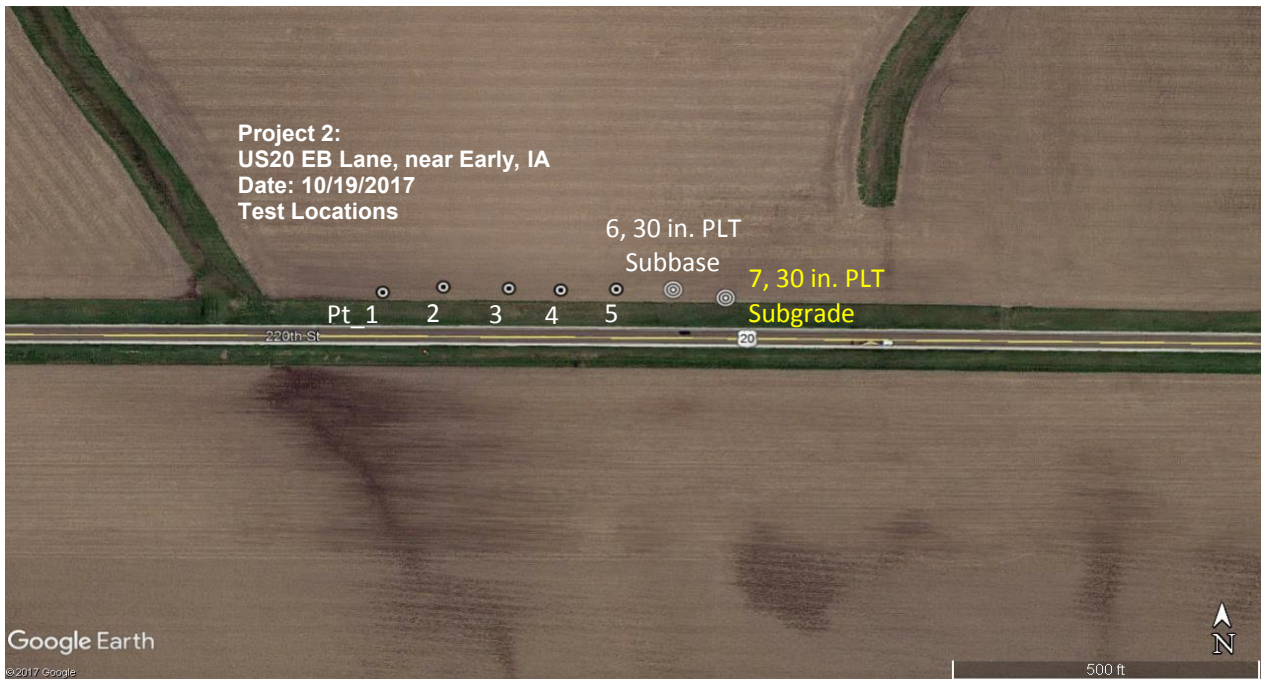 Project 2:
US20 EB Lane, near Early, IA
Date: 10/19/2017
Test Locations
6, 30 in. PLT
Subbase
7, 30 in. PLT
Subgrade
Pt_1
2
3
4
5
220th St
20
Google Earth
©2017 Google
N
500 ft